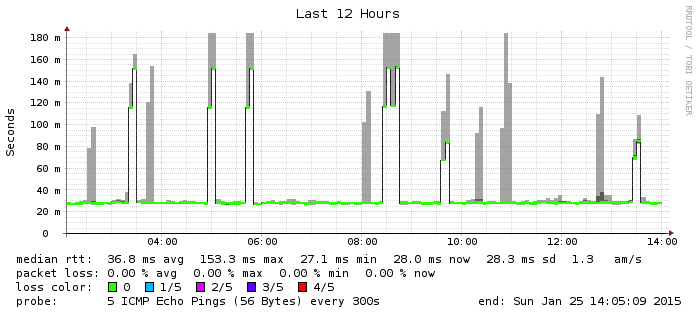 Last 12 Hours
RRDTOOL / TOBI OETIKER
Seconds
180 m
160 m
140 m
120 m
100 m
80 m
60 m
40 m
20 m
0
04:00 06:00 08:00 10:00 12:00 14:00
median rtt: 36.8 ms avg 153.3 ms max 27.1 ms min 28.0 ms now 28.3 ms sd 1.3 am/s
packet loss: 0.00 % avg 0.00 % max 0.00 % min 0.00 % now
loss color: 0 1/5 2/5 3/5 4/5
probe: 5 ICMP Echo Pings (56 Bytes) every 300s end: Sun Jan 25 14:05:09 2015